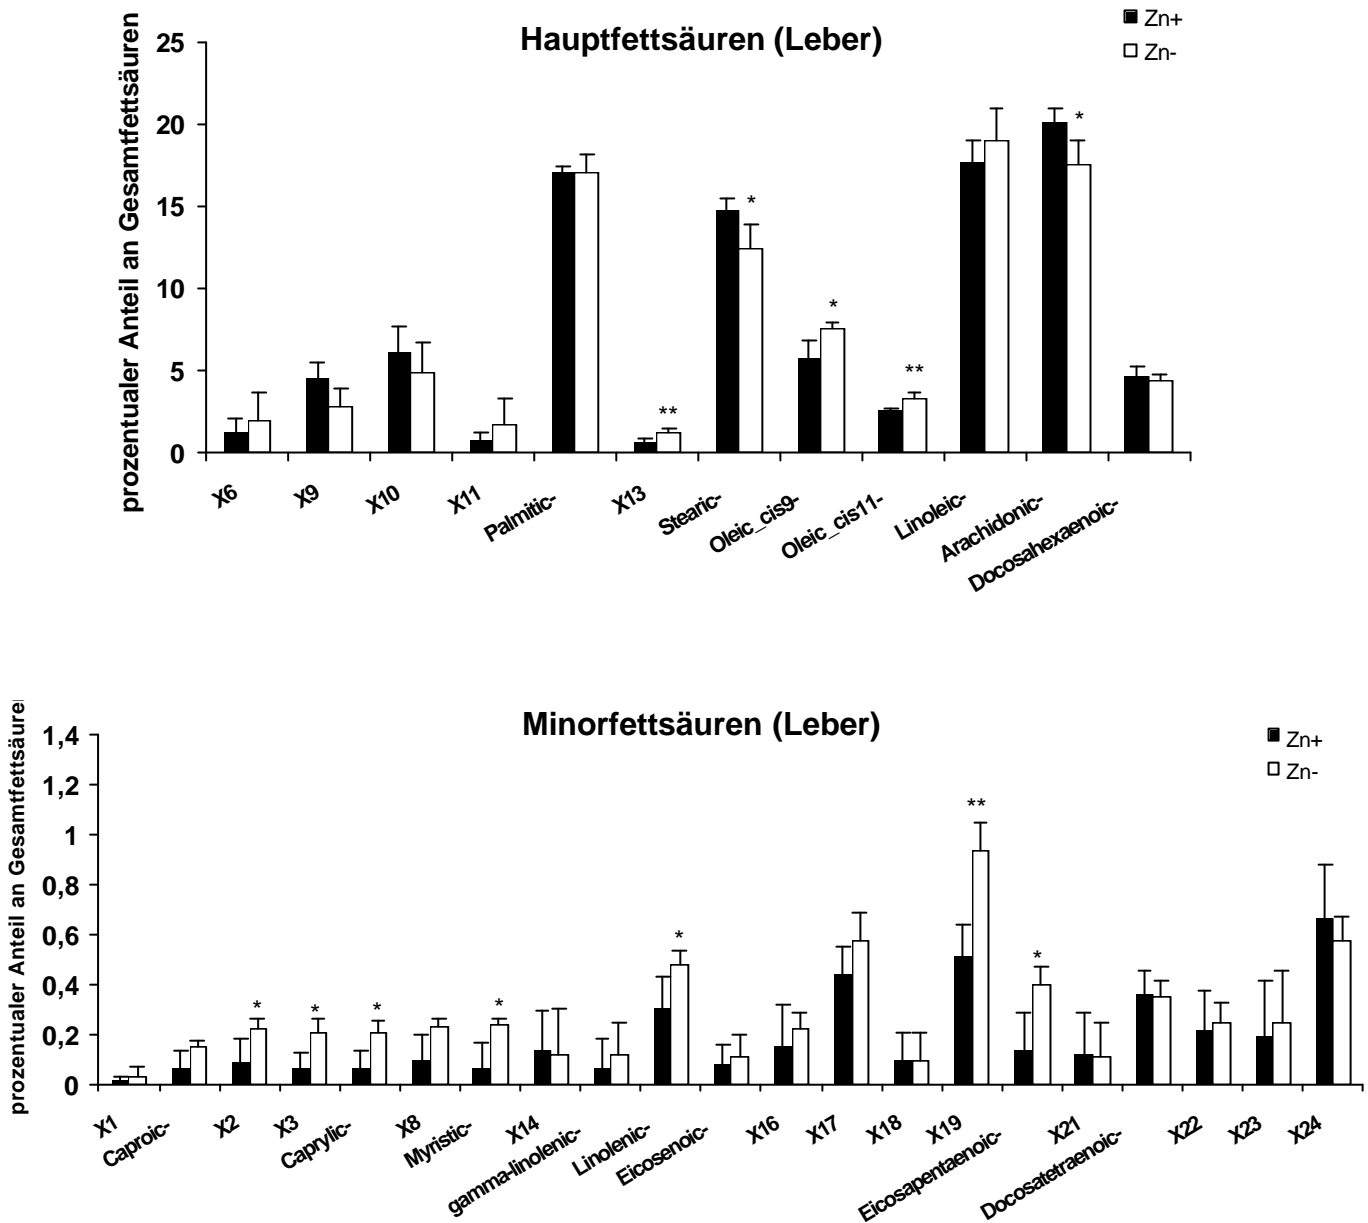 Hauptfettsäuren (Leber)
Zn+
Zn-
prozentualer Anteil an Gesamtfettsäuren
25
20
15
10
5
0
*
*
*
**
**
X6
X9
X10
X11
Palmitic-
X13
Stearic-
Oleic_cis9-
Oleic_cis11-
Linoleic-
Arachidonic-
Docosahexaenoic-
Minorfettsäuren (Leber)
Zn+
Zn-
prozentualer Anteil an Gesamtfettsäure
1,4
1,2
1
0,8
0,6
0,4
0,2
0
**
*
*
*
*
*
*
X1
Caproic-
X2
X3
Caprylic-
X8
Myristic-
X14
gamma-linolenic-
Linolenic-
Eicosenoic-
X16
X17
X18
X19
Eicosapentaenoic-
X21
Docosatetraenoic-
X22
X23
X24